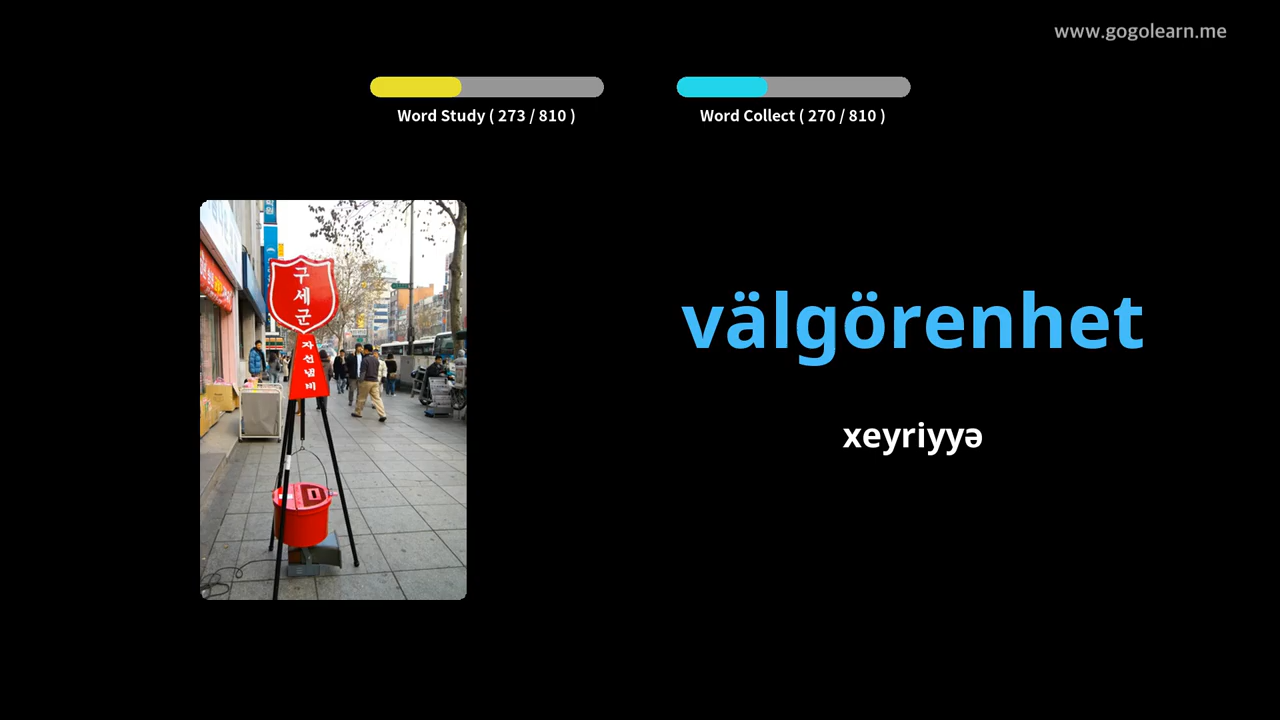 www.gogolearn.me
Word Study ( 273 / 810 )
Word Collect ( 270 / 810 )
구세군
자선냄비
välgörenhet
xeyriyyə